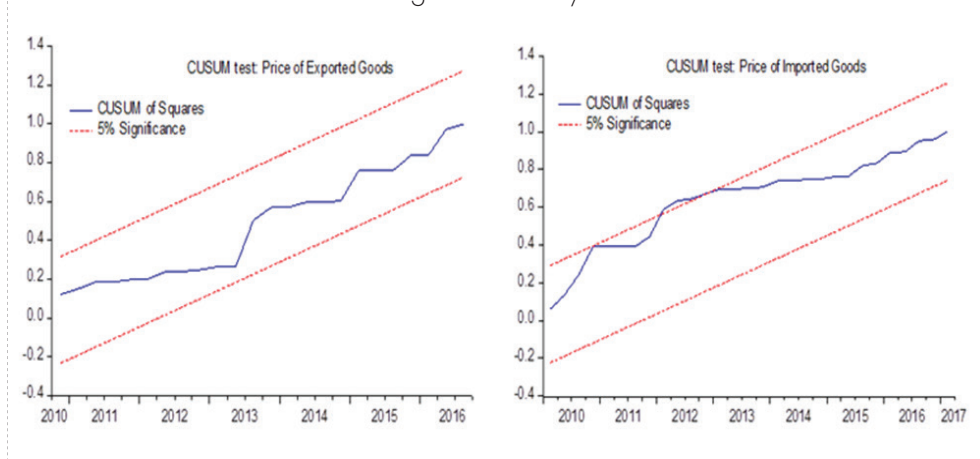 CUSUM test: Price of Exported Goods
CUSUM of Squares
5% Significance
1.4
1.2
1.0
0.8
0.6
0.4
0.2
0.0
-0.2
-0.4
2010 2011 2012 2013 2014 2015 2016
CUSUM test: Price of Imported Goods
CUSUM of Squares
5% Significance
1.4
1.2
1.0
0.8
0.6
0.4
0.2
0.0
-0.2
-0.4
2010 2011 2012 2013 2014 2015 2016 2017